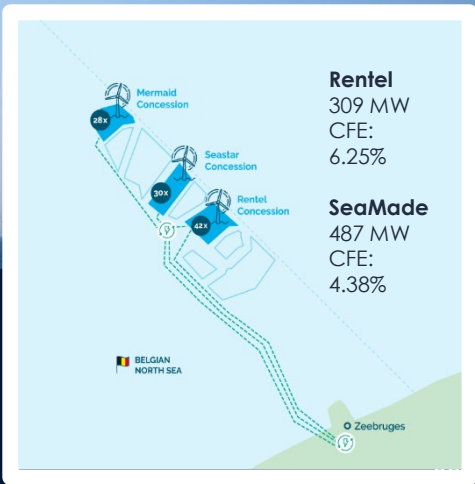 Mermaid
Concession
28x
Seastar
Concession
30x
Rentel
Concession
42x
BELGIAN
NORTH SEA
Zeebruges
Rentel
309 MW
CFE:
6.25%
SeaMade
487 MW
CFE:
4.38%